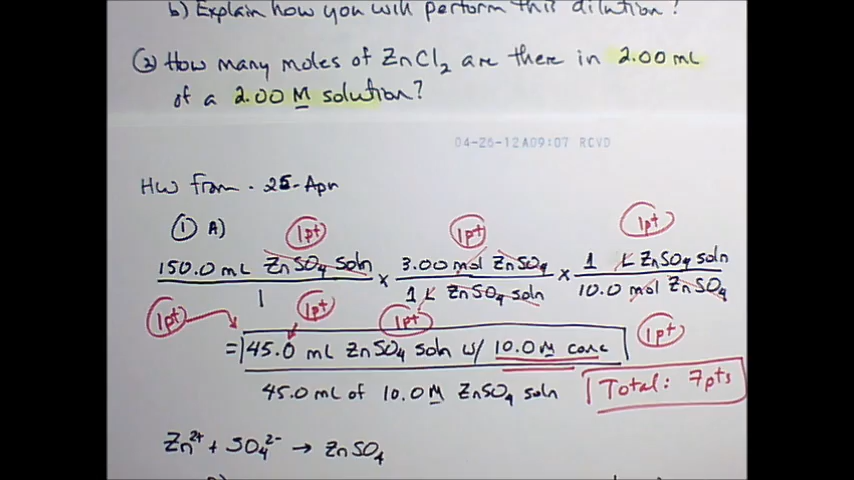 b) Explain how you will perform this dilution?
② How many moles of ZnCl₂ are there in 2.00 mL
of a 2.00 M solution?
04-26-12A09:07 RCVD
HW from - 25-Apr
① A)
1pt 1pt 1pt
150.0 mL ZnSO₄ soln / 1 × 3.00 mol ZnSO₄ / 1 L ZnSO₄ soln × 1 L ZnSO₄ soln / 10.0 mol ZnSO₄
1pt 1pt 1pt 1pt
= 45.0 mL ZnSO₄ soln w/ 10.0 M conc
45.0 mL of 10.0 M ZnSO₄ soln
Total: 7pts
Zn²⁺ + SO₄²⁻ → ZnSO₄